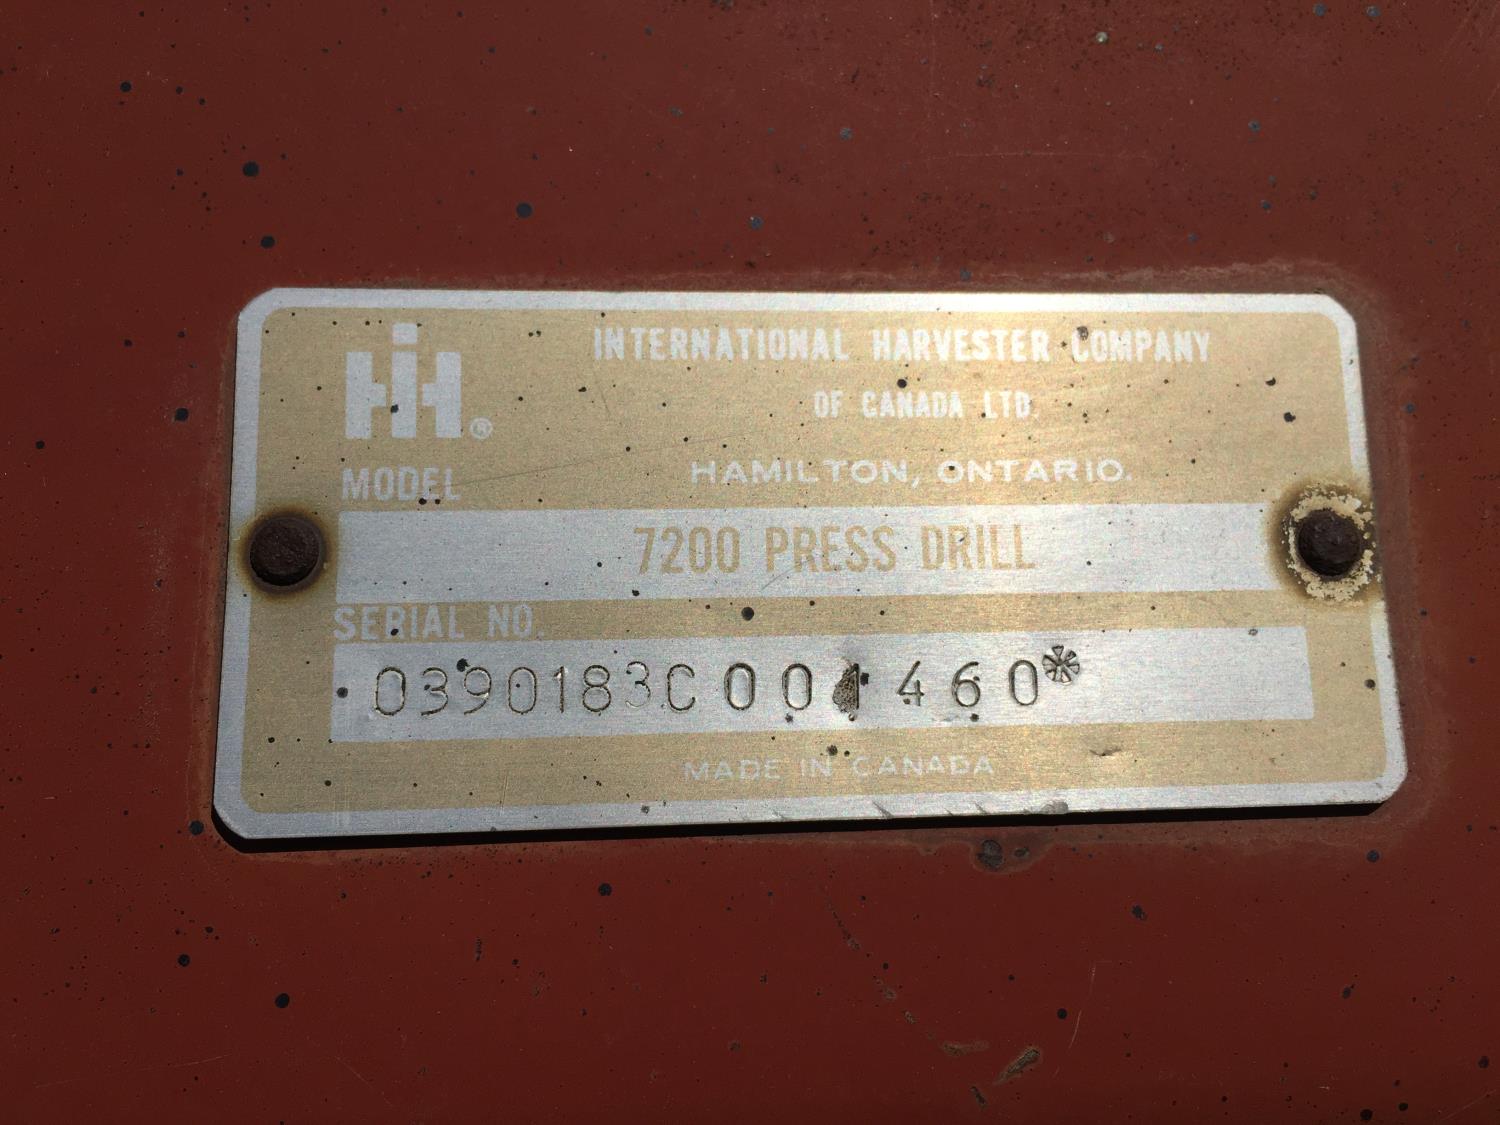 IH®
INTERNATIONAL HARVESTER COMPANY
OF CANADA LTD.
HAMILTON, ONTARIO.
MODEL
7200 PRESS DRILL
SERIAL NO.
0390183C001460*
MADE IN CANADA